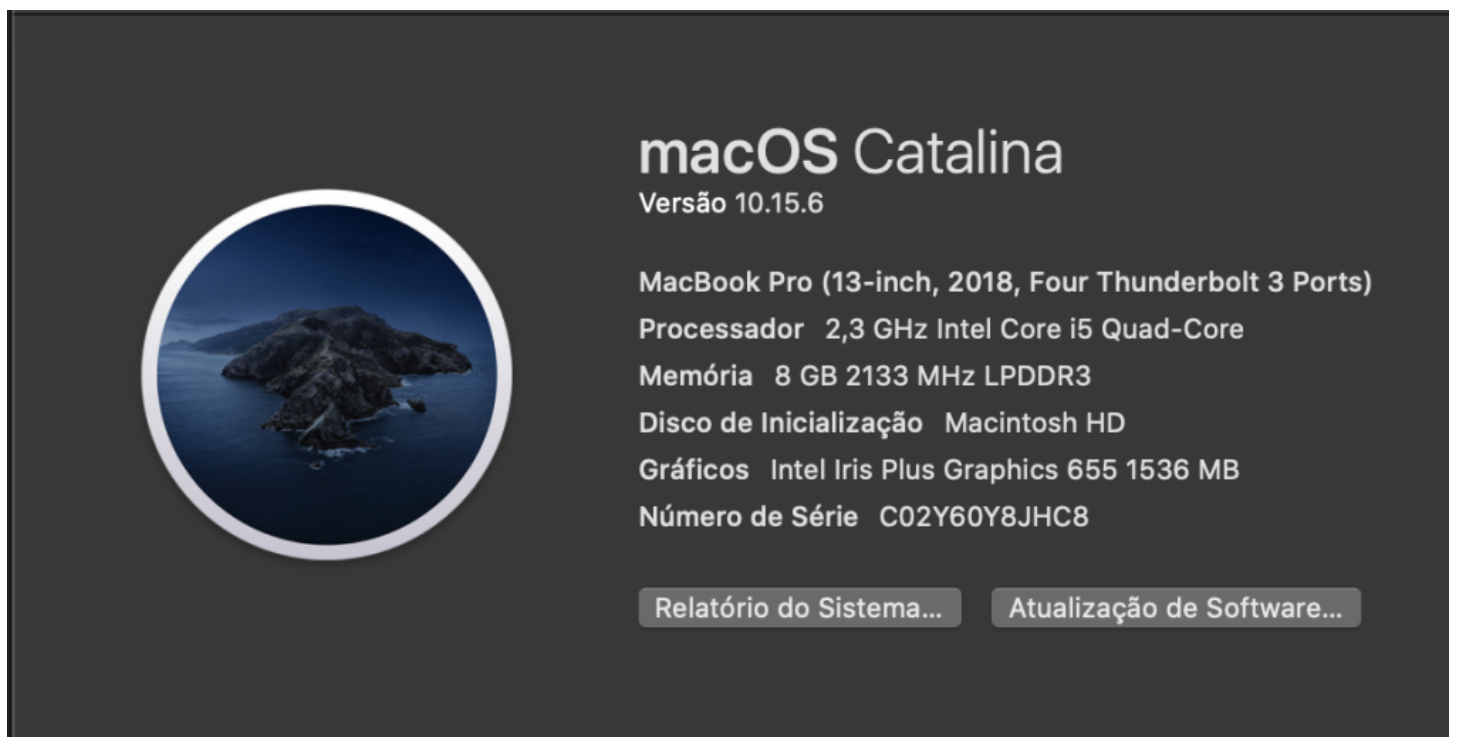 macOS Catalina
Versão 10.15.6
MacBook Pro (13-inch, 2018, Four Thunderbolt 3 Ports)
Processador 2,3 GHz Intel Core i5 Quad-Core
Memória 8 GB 2133 MHz LPDDR3
Disco de Inicialização Macintosh HD
Gráficos Intel Iris Plus Graphics 655 1536 MB
Número de Série C02Y60Y8JHC8
Relatório do Sistema... Atualização de Software...